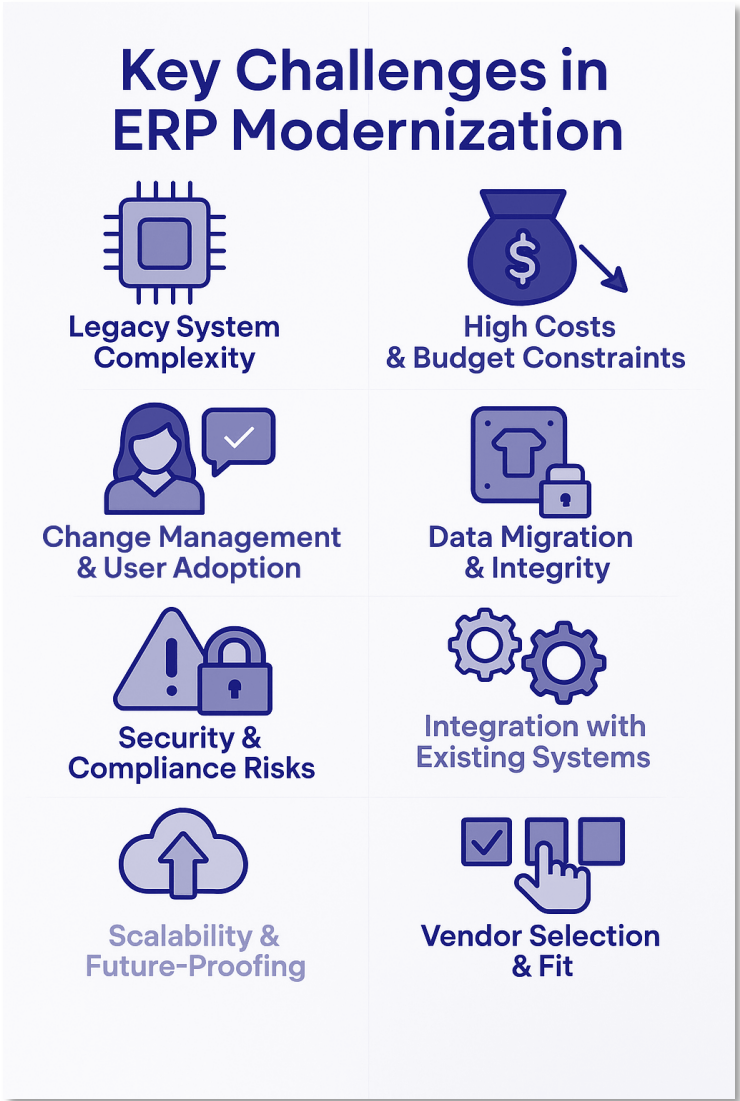 Key Challenges in
ERP Modernization
$
Legacy System
Complexity
High Costs
& Budget Constraints
Change Management
& User Adoption
Data Migration
& Integrity
Security &
Compliance Risks
Integration with
Existing Systems
Scalability &
Future-Proofing
Vendor Selection
& Fit